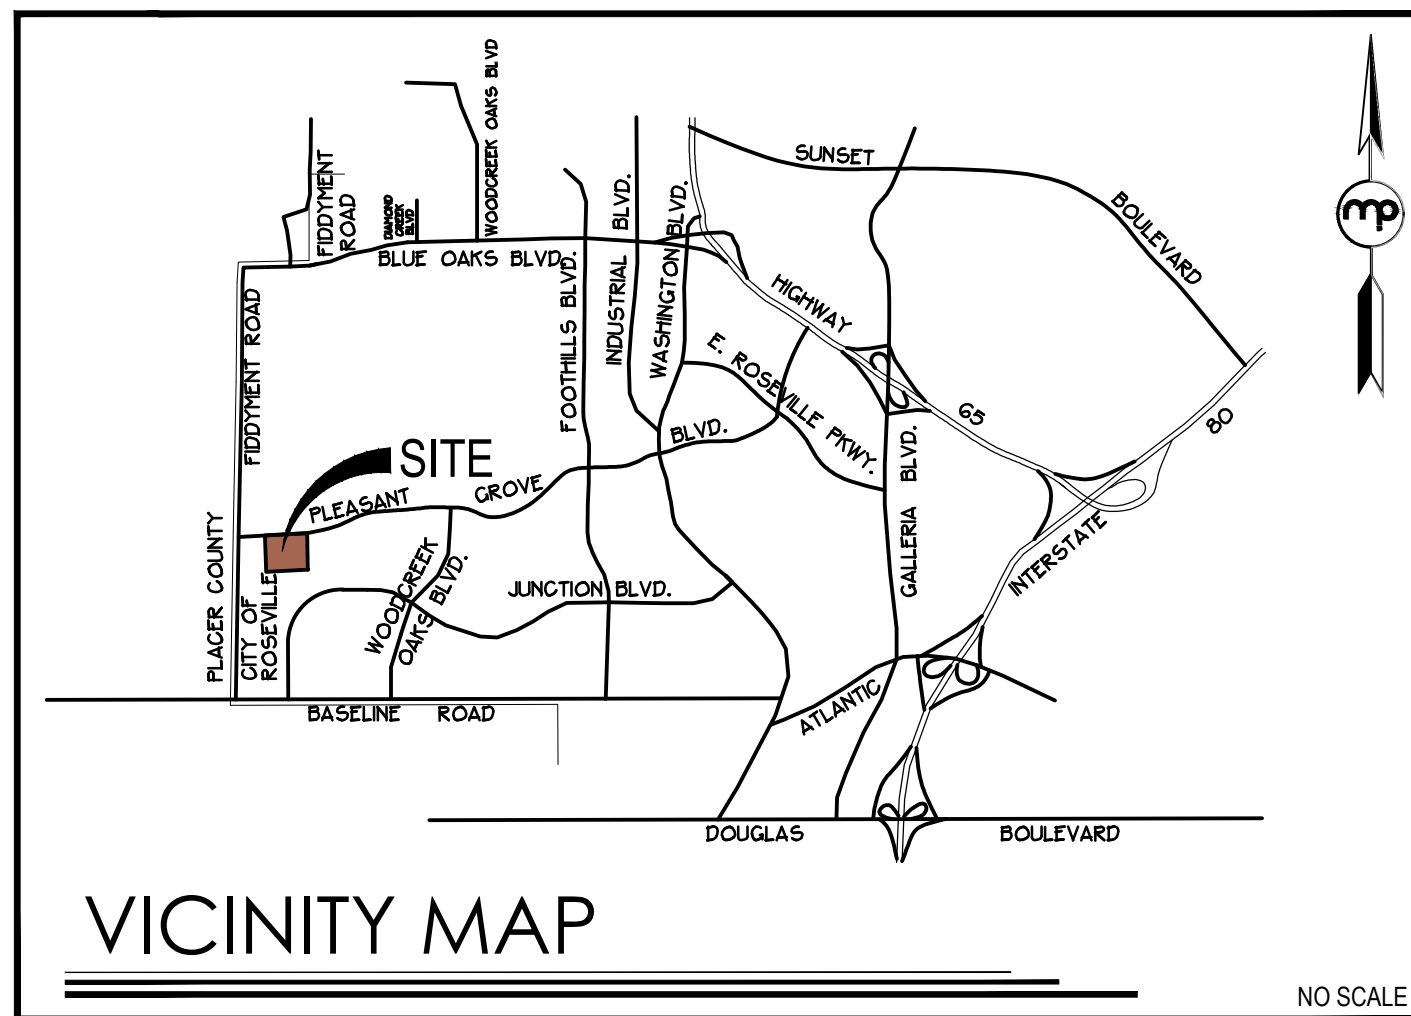 WOODCREEK OAKS BLVD
FIDDYMENT
ROAD
DIAMOND
CREEK
BLVD
INDUSTRIAL BLVD.
WASHINGTON BLVD.
SUNSET
BOULEVARD
BLUE OAKS BLVD.
FOOTHILLS BLVD.
HIGHWAY
65
FIDDYMENT ROAD
E. ROSEVILLE PKWY.
80
SITE
PLEASANT
GROVE
BLVD.
GALLERIA BLVD.
INTERSTATE
PLACER COUNTY
CITY OF
ROSEVILLE
WOODCREEK
OAKS BLVD.
JUNCTION BLVD.
BASELINE ROAD
ATLANTIC
DOUGLAS
BOULEVARD
VICINITY MAP
NO SCALE